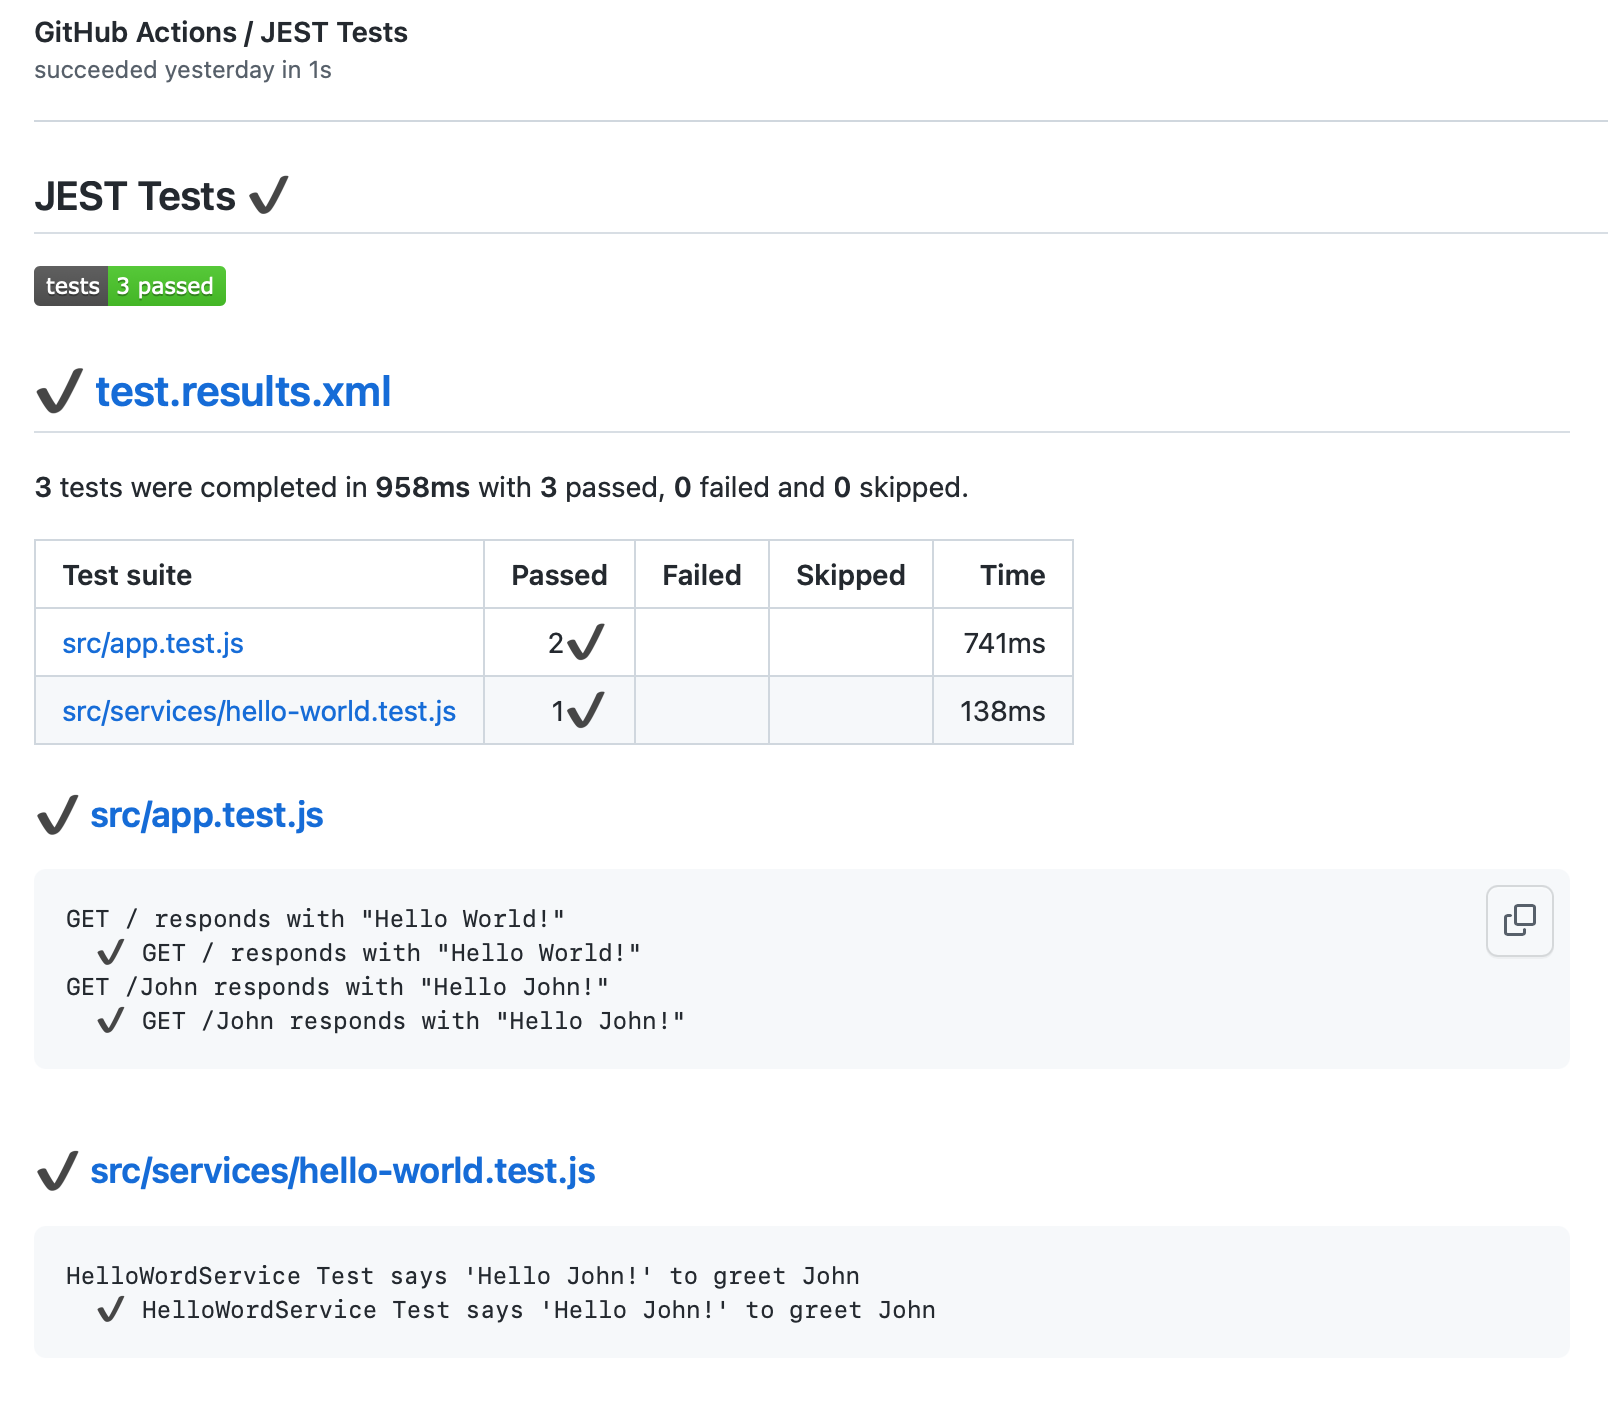 GitHub Actions / JEST Tests
succeeded yesterday in 1s
JEST Tests ✔
tests 3 passed
✔ test.results.xml
3 tests were completed in 958ms with 3 passed, 0 failed and 0 skipped.
Test suite Passed Failed Skipped Time
src/app.test.js 2✔ 741ms
src/services/hello-world.test.js 1✔ 138ms
✔ src/app.test.js
GET / responds with "Hello World!"
✔ GET / responds with "Hello World!"
GET /John responds with "Hello John!"
✔ GET /John responds with "Hello John!"
✔ src/services/hello-world.test.js
HelloWordService Test says 'Hello John!' to greet John
✔ HelloWordService Test says 'Hello John!' to greet John